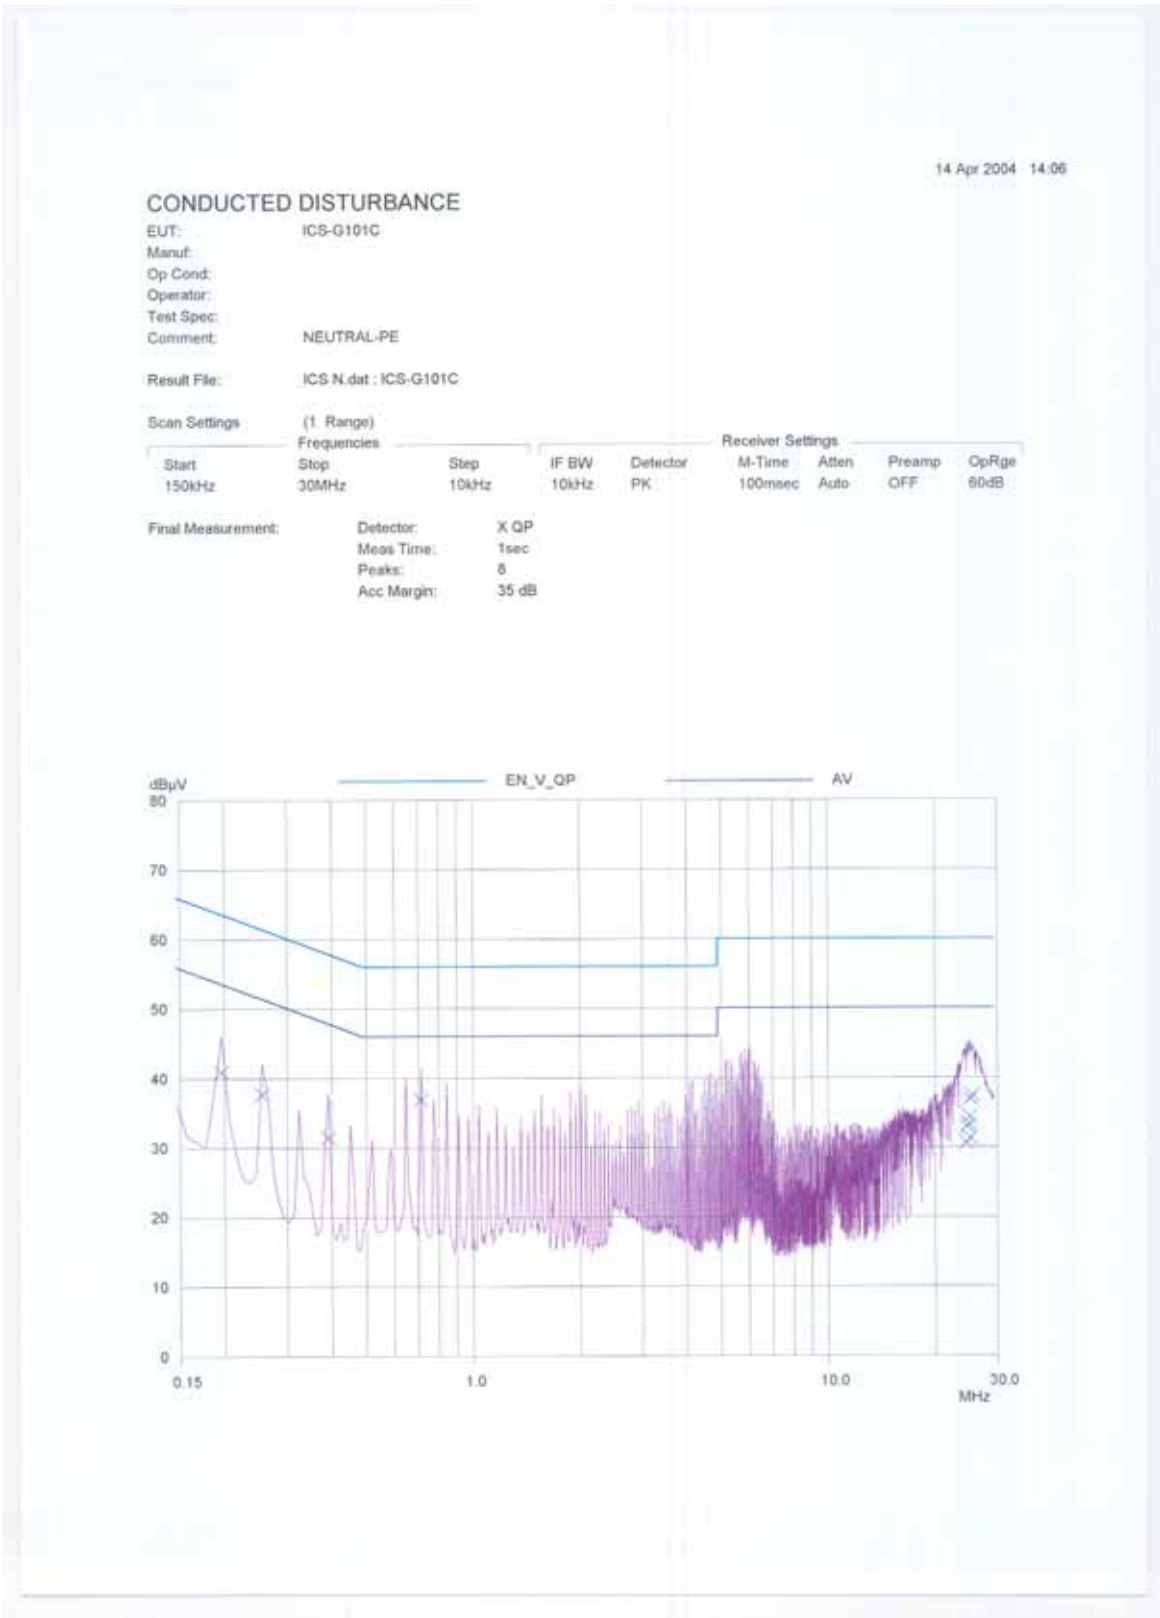 14 Apr 2004 14:06
CONDUCTED DISTURBANCE
EUT: ICS-G101C
Manuf:
Op Cond:
Operator:
Test Spec:
Comment: NEUTRAL-PE
Result File: ICS N.dat : ICS-G101C
Scan Settings (1 Range)
Frequencies Receiver Settings
Start Stop Step IF BW Detector M-Time Atten Preamp OpRge
150kHz 30MHz 10kHz 10kHz PK 100msec Auto OFF 60dB
Final Measurement: Detector: X QP
Meas Time: 1sec
Peaks: 8
Acc Margin: 35 dB
dBµV EN_V_QP AV
80
70
60
50
40
30
20
10
0
0.15 1.0 10.0 30.0
MHz